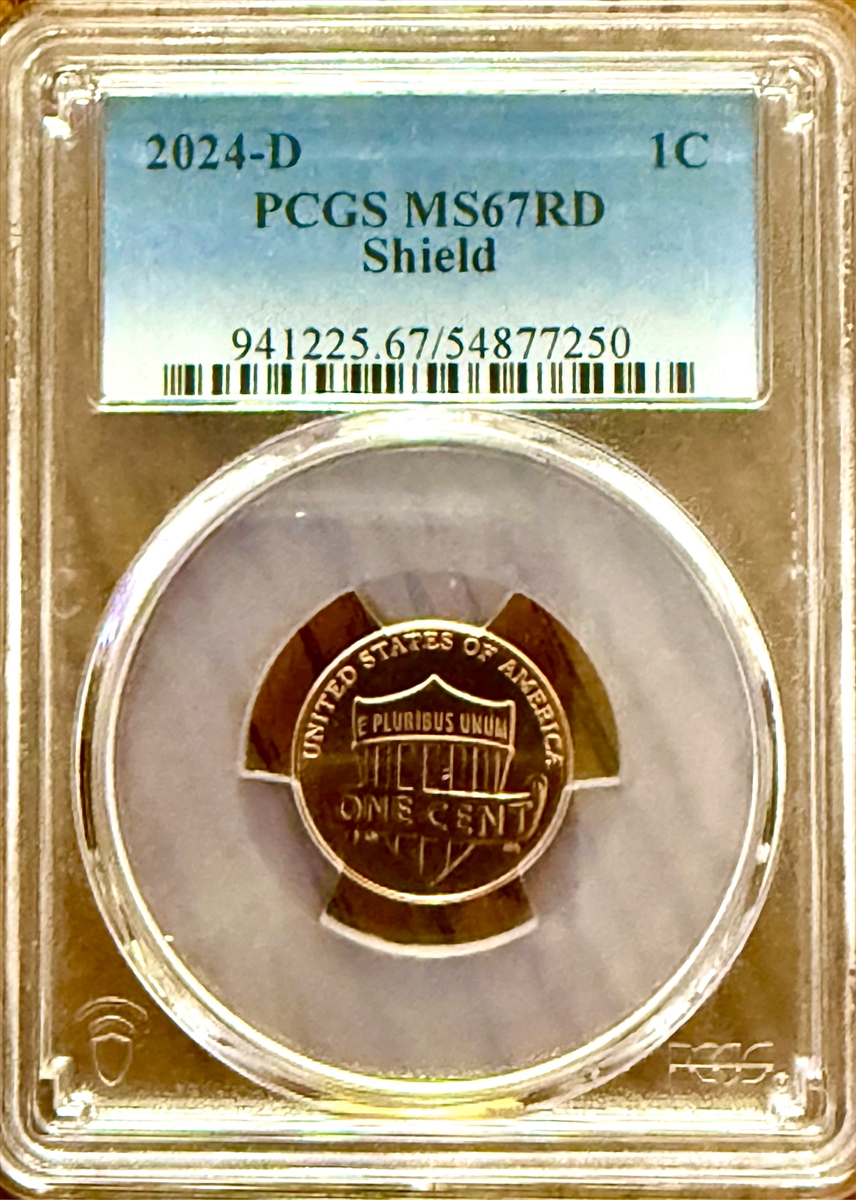 2024-D 1C
PCGS MS67RD
Shield
941225.67/54877250
UNITED STATES OF AMERICA
E PLURIBUS UNUM
ONE CENT
PCGS